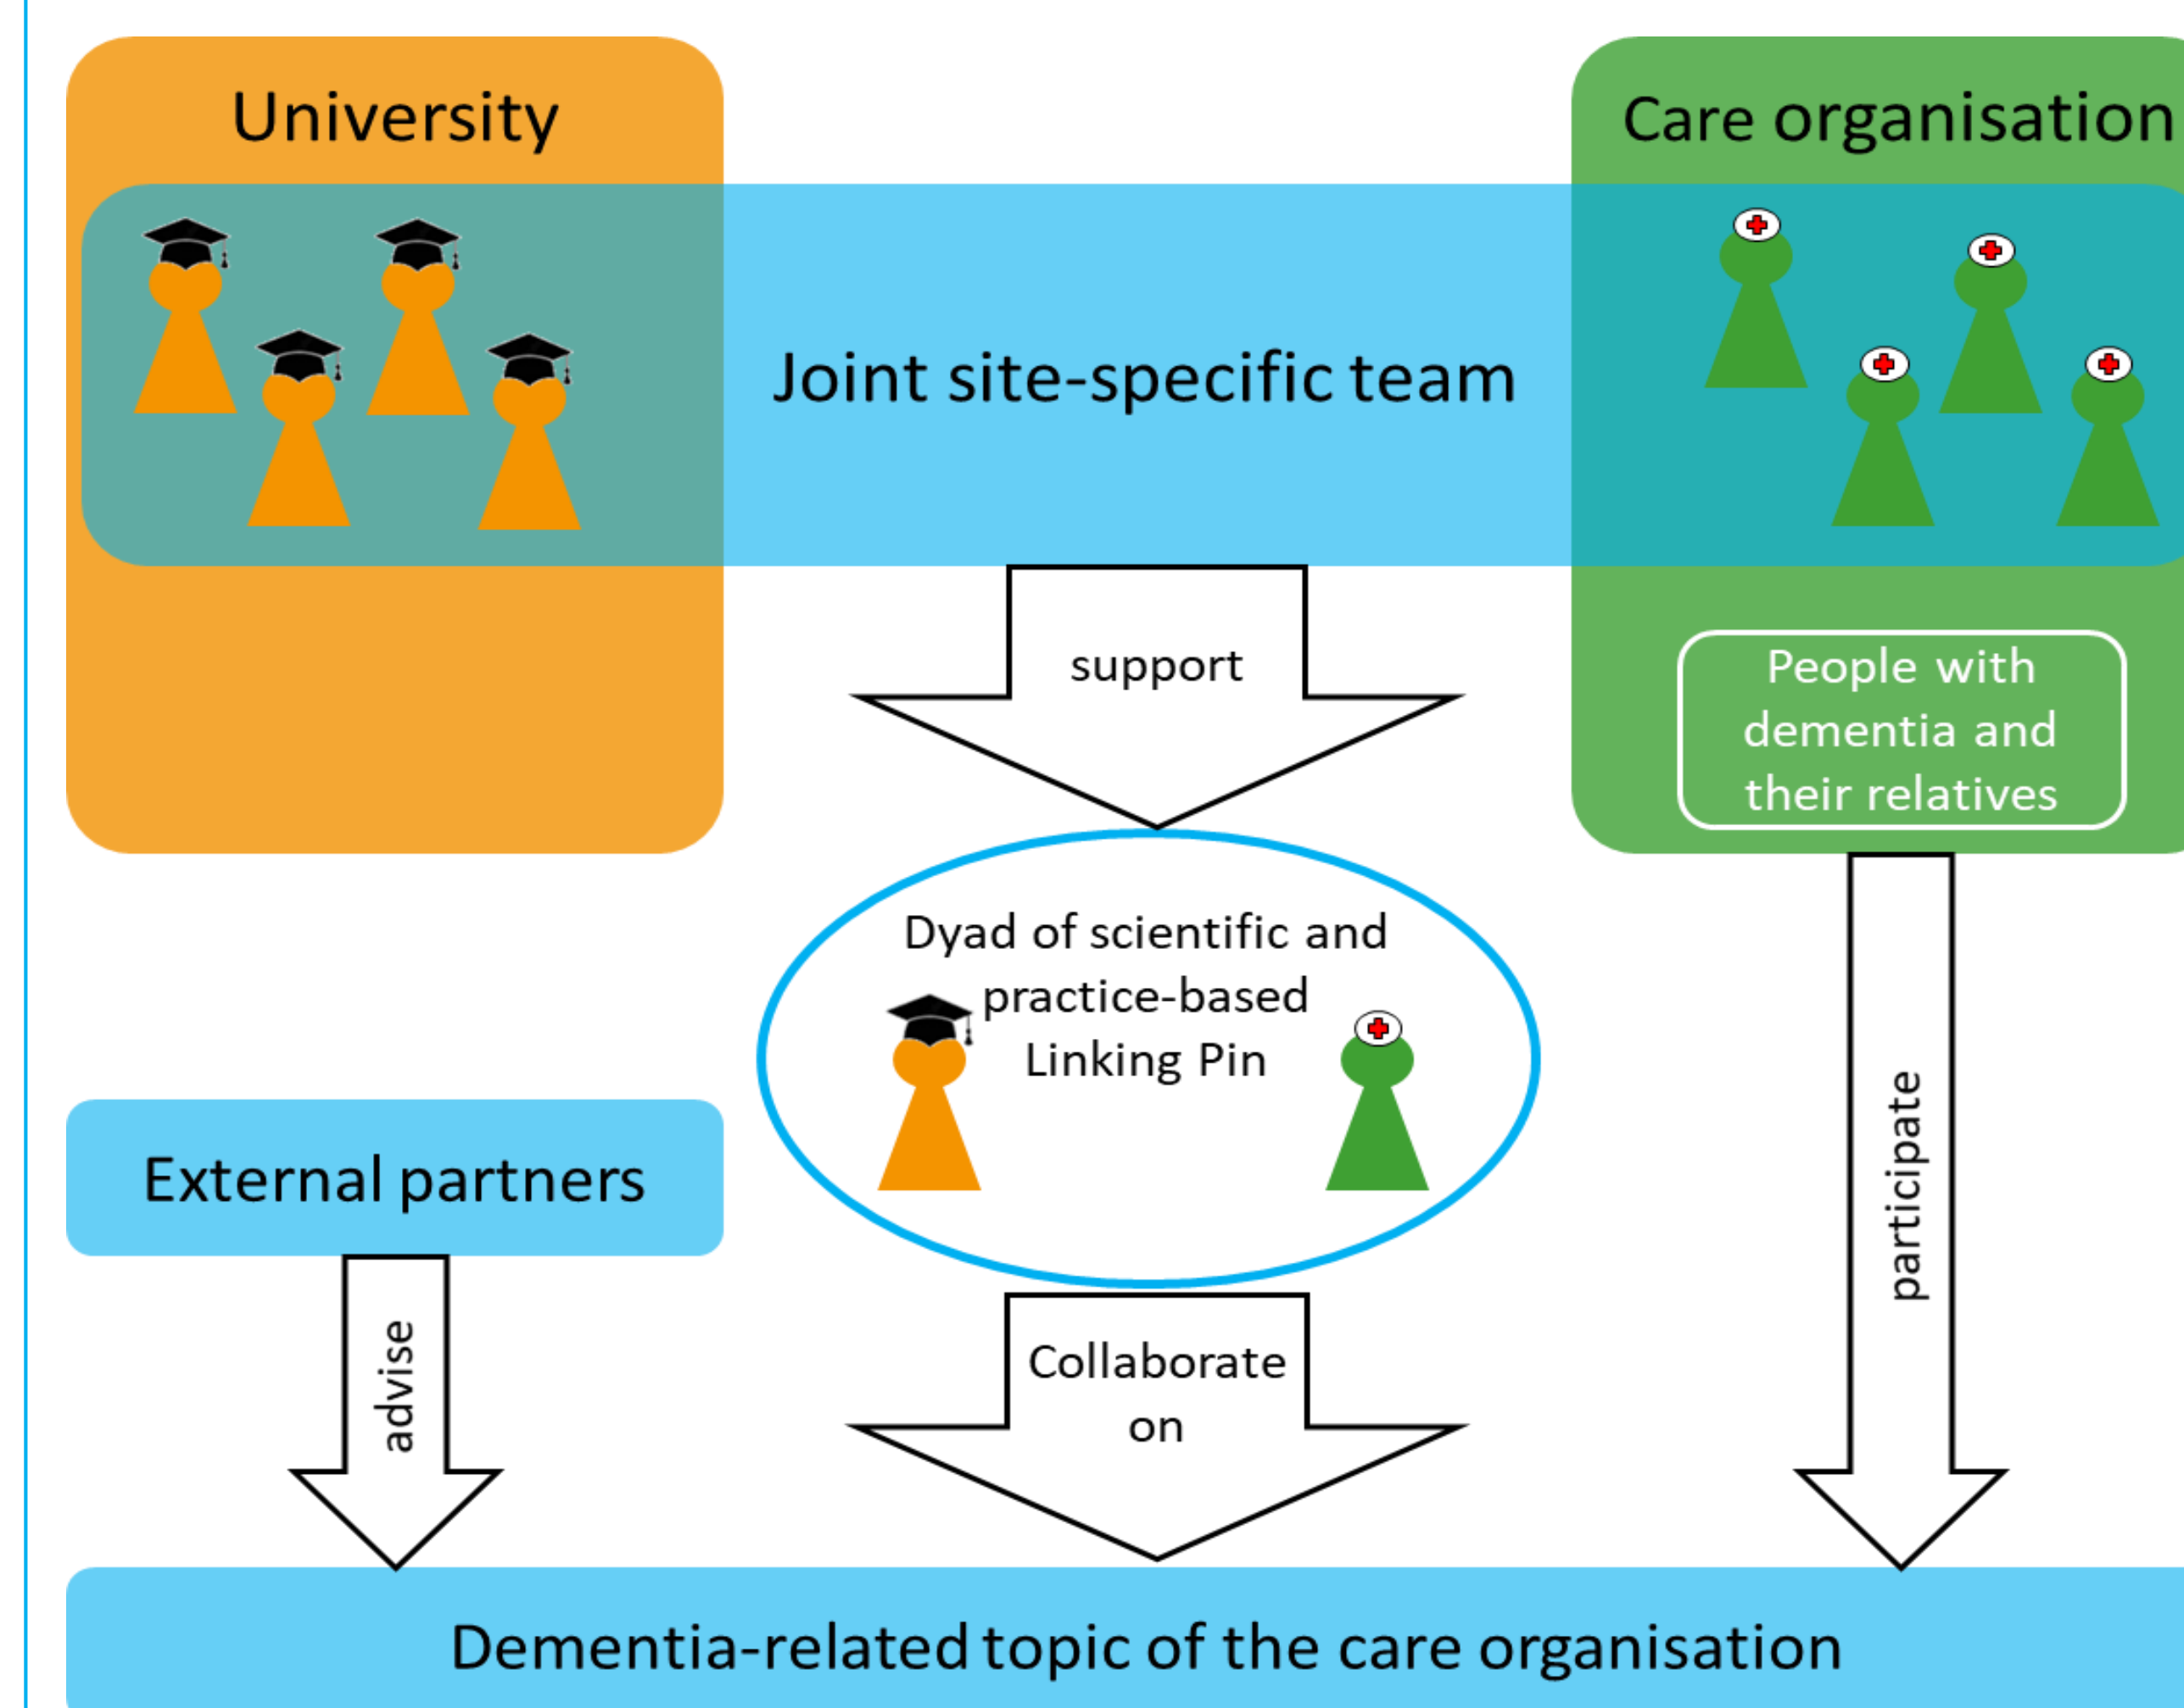 University
Care organisation
Joint site-specific team
support
People with
dementia and
their relatives
Dyad of scientific and
practice-based
Linking Pin
External partners
participate
advise
Collaborate
on
Dementia-related topic of the care organisation